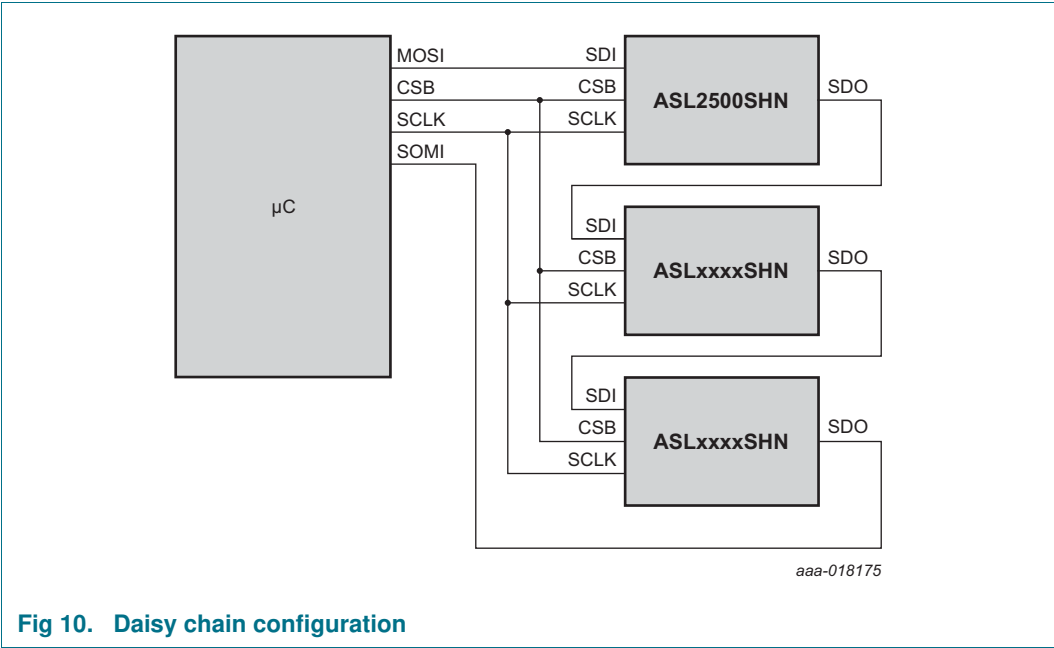 MOSI
SDI
CSB
CSB
SCLK
SCLK
SOMI
µC
ASL2500SHN
SDO
SDI
CSB
SCLK
ASLxxxxSHN
SDO
SDI
CSB
SCLK
ASLxxxxSHN
SDO
aaa-018175
Fig 10. Daisy chain configuration